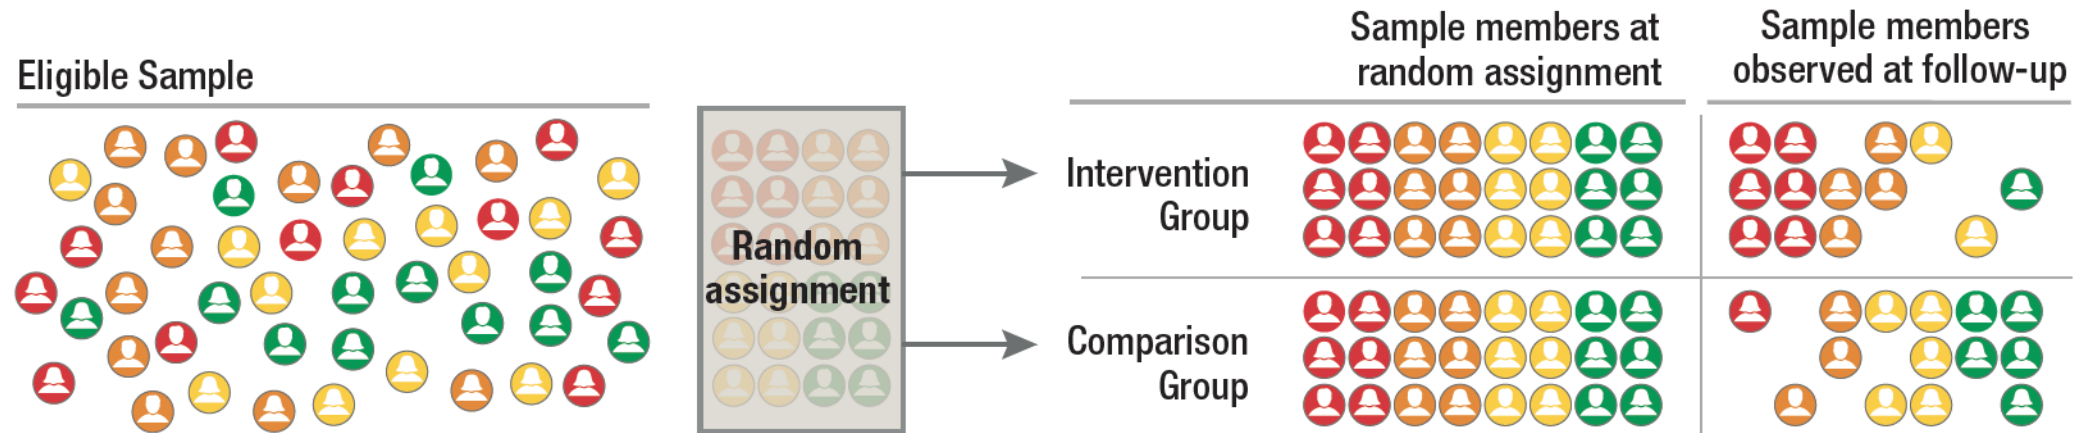 Eligible Sample
Random
assignment
Sample members at
random assignment
Sample members
observed at follow-up
Intervention
Group
Comparison
Group